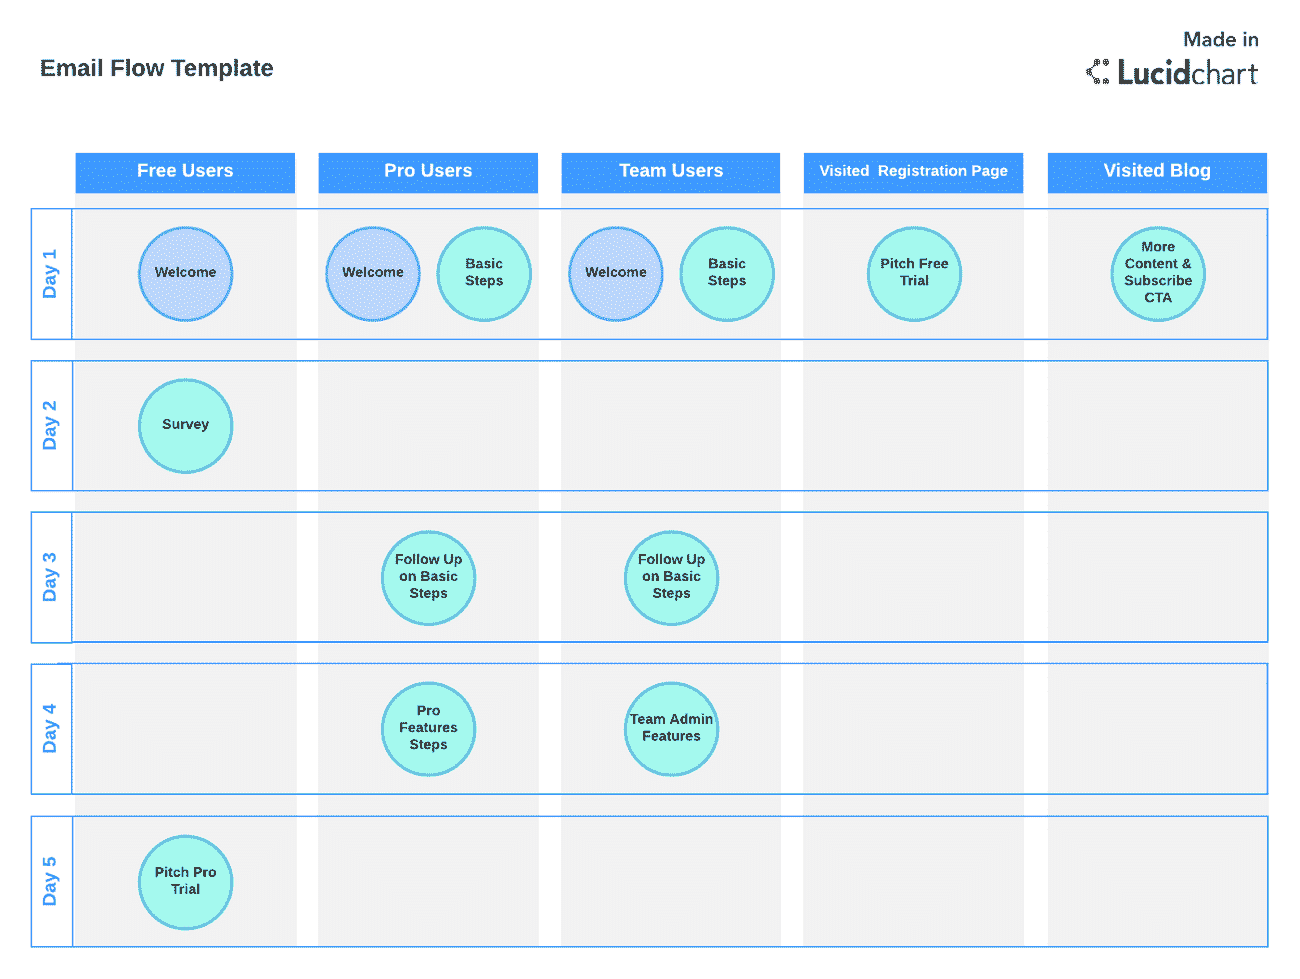 Made in
Lucidchart
Email Flow Template
Free Users
Pro Users
Team Users
Visited Registration Page
Visited Blog
Day 1
Welcome
Welcome
Basic
Steps
Welcome
Basic
Steps
Pitch Free
Trial
More
Content &
Subscribe
CTA
Day 2
Survey
Day 3
Follow Up
on Basic
Steps
Follow Up
on Basic
Steps
Day 4
Pro
Features
Steps
Team Admin
Features
Day 5
Pitch Pro
Trial